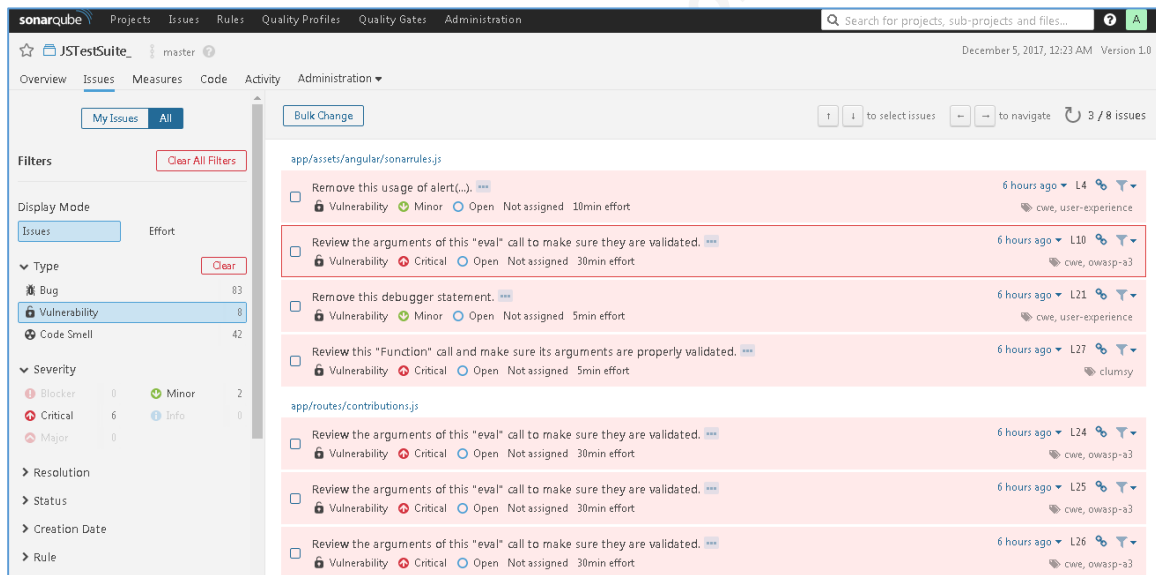 sonarqube Projects Issues Rules Quality Profiles Quality Gates Administration Search for projects, sub-projects and files... ? A
JSTestSuite_ master ? December 5, 2017, 12:23 AM Version 1.0
Overview Issues Measures Code Activity Administration
My Issues All
Bulk Change ↑ ↓ to select issues ← → to navigate 3 / 8 issues
Filters Clear All Filters
Display Mode
Issues Effort
Type Clear
Bug 83
Vulnerability 8
Code Smell 42
Severity
Blocker 0 Minor 2
Critical 6 Info 0
Major 0
Resolution
Status
Creation Date
Rule
app/assets/angular/sonarrules.js
Remove this usage of alert(...). ••• 6 hours ago L4
Vulnerability Minor Open Not assigned 10min effort cwe, user-experience
Review the arguments of this "eval" call to make sure they are validated. ••• 6 hours ago L10
Vulnerability Critical Open Not assigned 30min effort cwe, owasp-a3
Remove this debugger statement. ••• 6 hours ago L21
Vulnerability Minor Open Not assigned 5min effort cwe, user-experience
Review this "Function" call and make sure its arguments are properly validated. ••• 6 hours ago L27
Vulnerability Critical Open Not assigned 5min effort clumsy
app/routes/contributions.js
Review the arguments of this "eval" call to make sure they are validated. ••• 6 hours ago L24
Vulnerability Critical Open Not assigned 30min effort cwe, owasp-a3
Review the arguments of this "eval" call to make sure they are validated. ••• 6 hours ago L25
Vulnerability Critical Open Not assigned 30min effort cwe, owasp-a3
Review the arguments of this "eval" call to make sure they are validated. ••• 6 hours ago L26
Vulnerability Critical Open Not assigned 30min effort cwe, owasp-a3